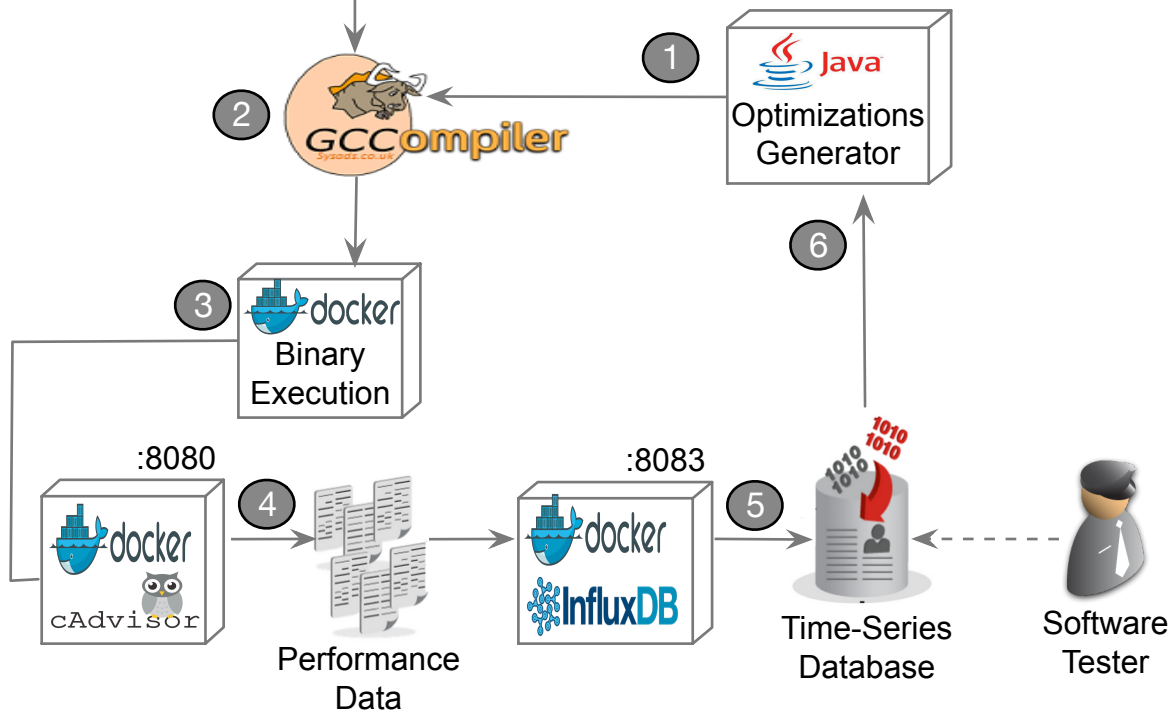 1
Java
Optimizations
Generator
2
GCCompiler
Sysads.co.uk
6
3
docker
Binary
Execution
:8080
docker
cAdvisor
4
Performance
Data
:8083
docker
InfluxDB
5
1010
1010
1010
1010
Time-Series
Database
Software
Tester